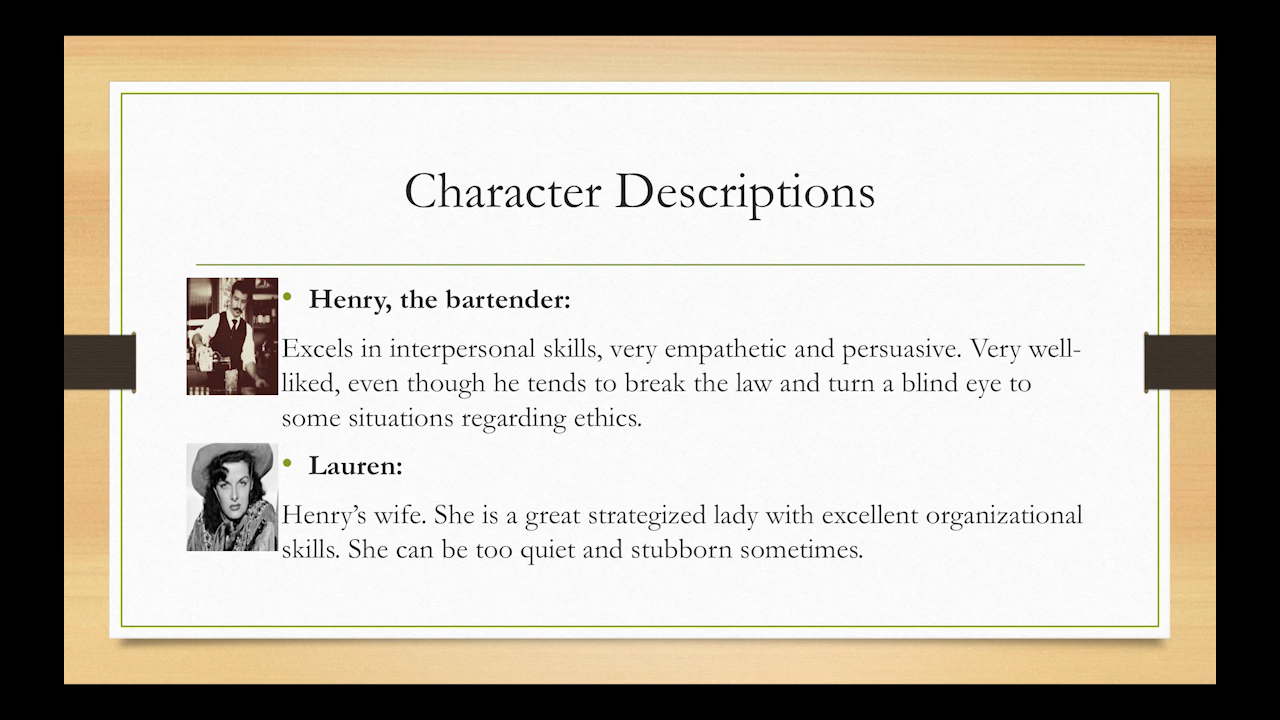 Character Descriptions
• Henry, the bartender:
Excels in interpersonal skills, very empathetic and persuasive. Very well-
liked, even though he tends to break the law and turn a blind eye to
some situations regarding ethics.
• Lauren:
Henry’s wife. She is a great strategized lady with excellent organizational
skills. She can be too quiet and stubborn sometimes.